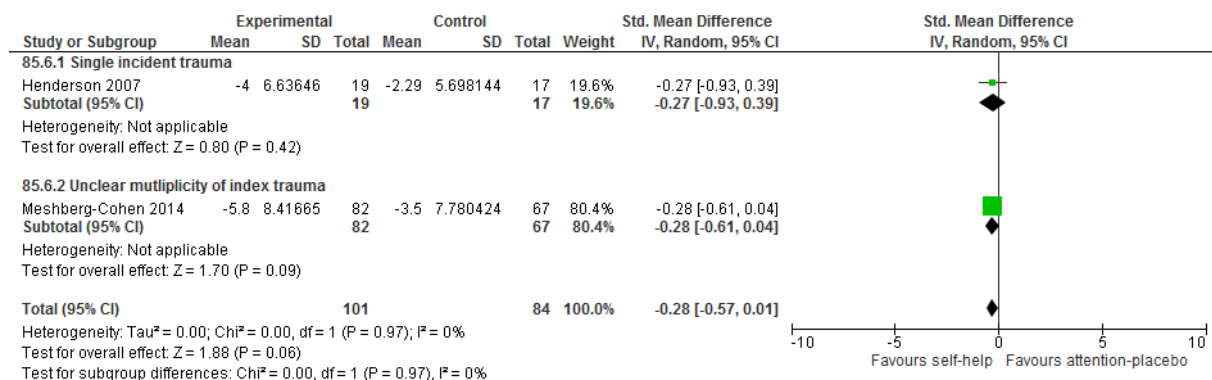 Experimental Control Std. Mean Difference Std. Mean Difference
Study or Subgroup Mean SD Total Mean SD Total Weight IV, Random, 95% CI IV, Random, 95% CI
85.6.1 Single incident trauma
Henderson 2007 -4 6.63646 19 -2.29 5.698144 17 19.6% -0.27 [-0.93, 0.39]
Subtotal (95% CI) 19 17 19.6% -0.27 [-0.93, 0.39]
Heterogeneity: Not applicable
Test for overall effect: Z = 0.80 (P = 0.42)
85.6.2 Unclear mutliplicity of index trauma
Meshberg-Cohen 2014 -5.8 8.41665 82 -3.5 7.780424 67 80.4% -0.28 [-0.61, 0.04]
Subtotal (95% CI) 82 67 80.4% -0.28 [-0.61, 0.04]
Heterogeneity: Not applicable
Test for overall effect: Z = 1.70 (P = 0.09)
Total (95% CI) 101 84 100.0% -0.28 [-0.57, 0.01]
Heterogeneity: Tau² = 0.00; Chi² = 0.00, df = 1 (P = 0.97); I² = 0%
Test for overall effect: Z = 1.88 (P = 0.06)
Test for subgroup differences: Chi² = 0.00, df = 1 (P = 0.97), I² = 0%
-10 -5 0 5 10
Favours self-help Favours attention-placebo